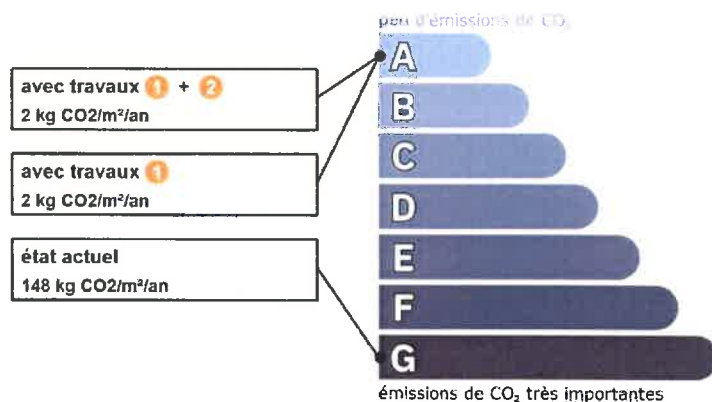 peu d'émissions de CO₂
avec travaux 1 + 2
2 kg CO2/m²/an
avec travaux 1
2 kg CO2/m²/an
état actuel
148 kg CO2/m²/an
A
B
C
D
E
F
G
émissions de CO₂ très importantes